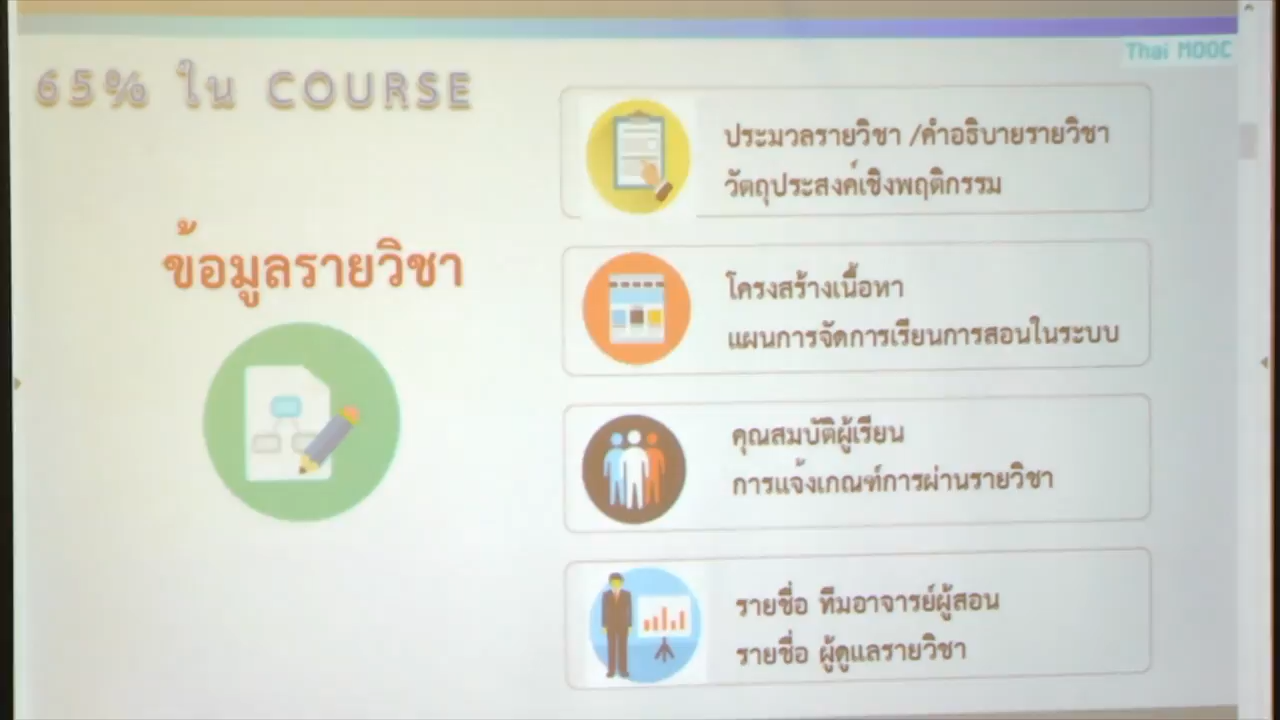 Thai MOOC
65% ใน COURSE
ข้อมูลรายวิชา
ประมวลรายวิชา /คำอธิบายรายวิชา
วัตถุประสงค์เชิงพฤติกรรม
โครงสร้างเนื้อหา
แผนการจัดการเรียนการสอนในระบบ
คุณสมบัติผู้เรียน
การแจ้งเกณฑ์การผ่านรายวิชา
รายชื่อ ทีมอาจารย์ผู้สอน
รายชื่อ ผู้ดูแลรายวิชา